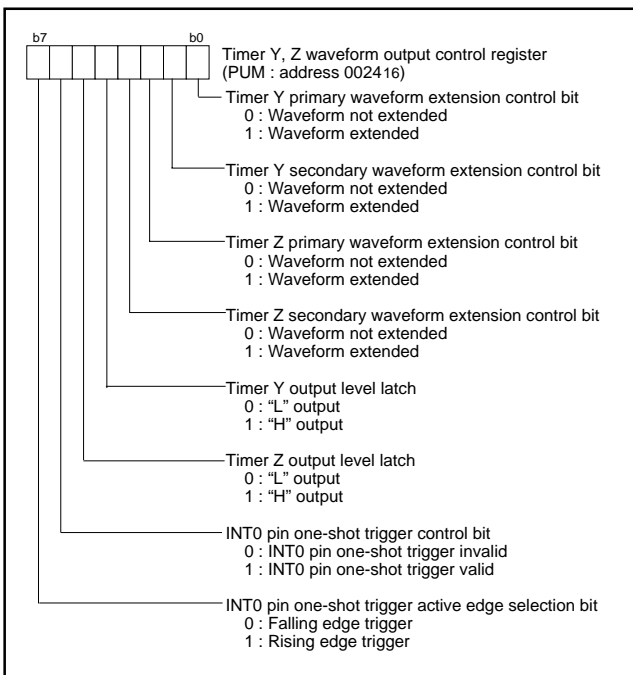 b7 b0
Timer Y, Z waveform output control register
(PUM : address 002416)
Timer Y primary waveform extension control bit
0 : Waveform not extended
1 : Waveform extended
Timer Y secondary waveform extension control bit
0 : Waveform not extended
1 : Waveform extended
Timer Z primary waveform extension control bit
0 : Waveform not extended
1 : Waveform extended
Timer Z secondary waveform extension control bit
0 : Waveform not extended
1 : Waveform extended
Timer Y output level latch
0 : “L” output
1 : “H” output
Timer Z output level latch
0 : “L” output
1 : “H” output
INT0 pin one-shot trigger control bit
0 : INT0 pin one-shot trigger invalid
1 : INT0 pin one-shot trigger valid
INT0 pin one-shot trigger active edge selection bit
0 : Falling edge trigger
1 : Rising edge trigger